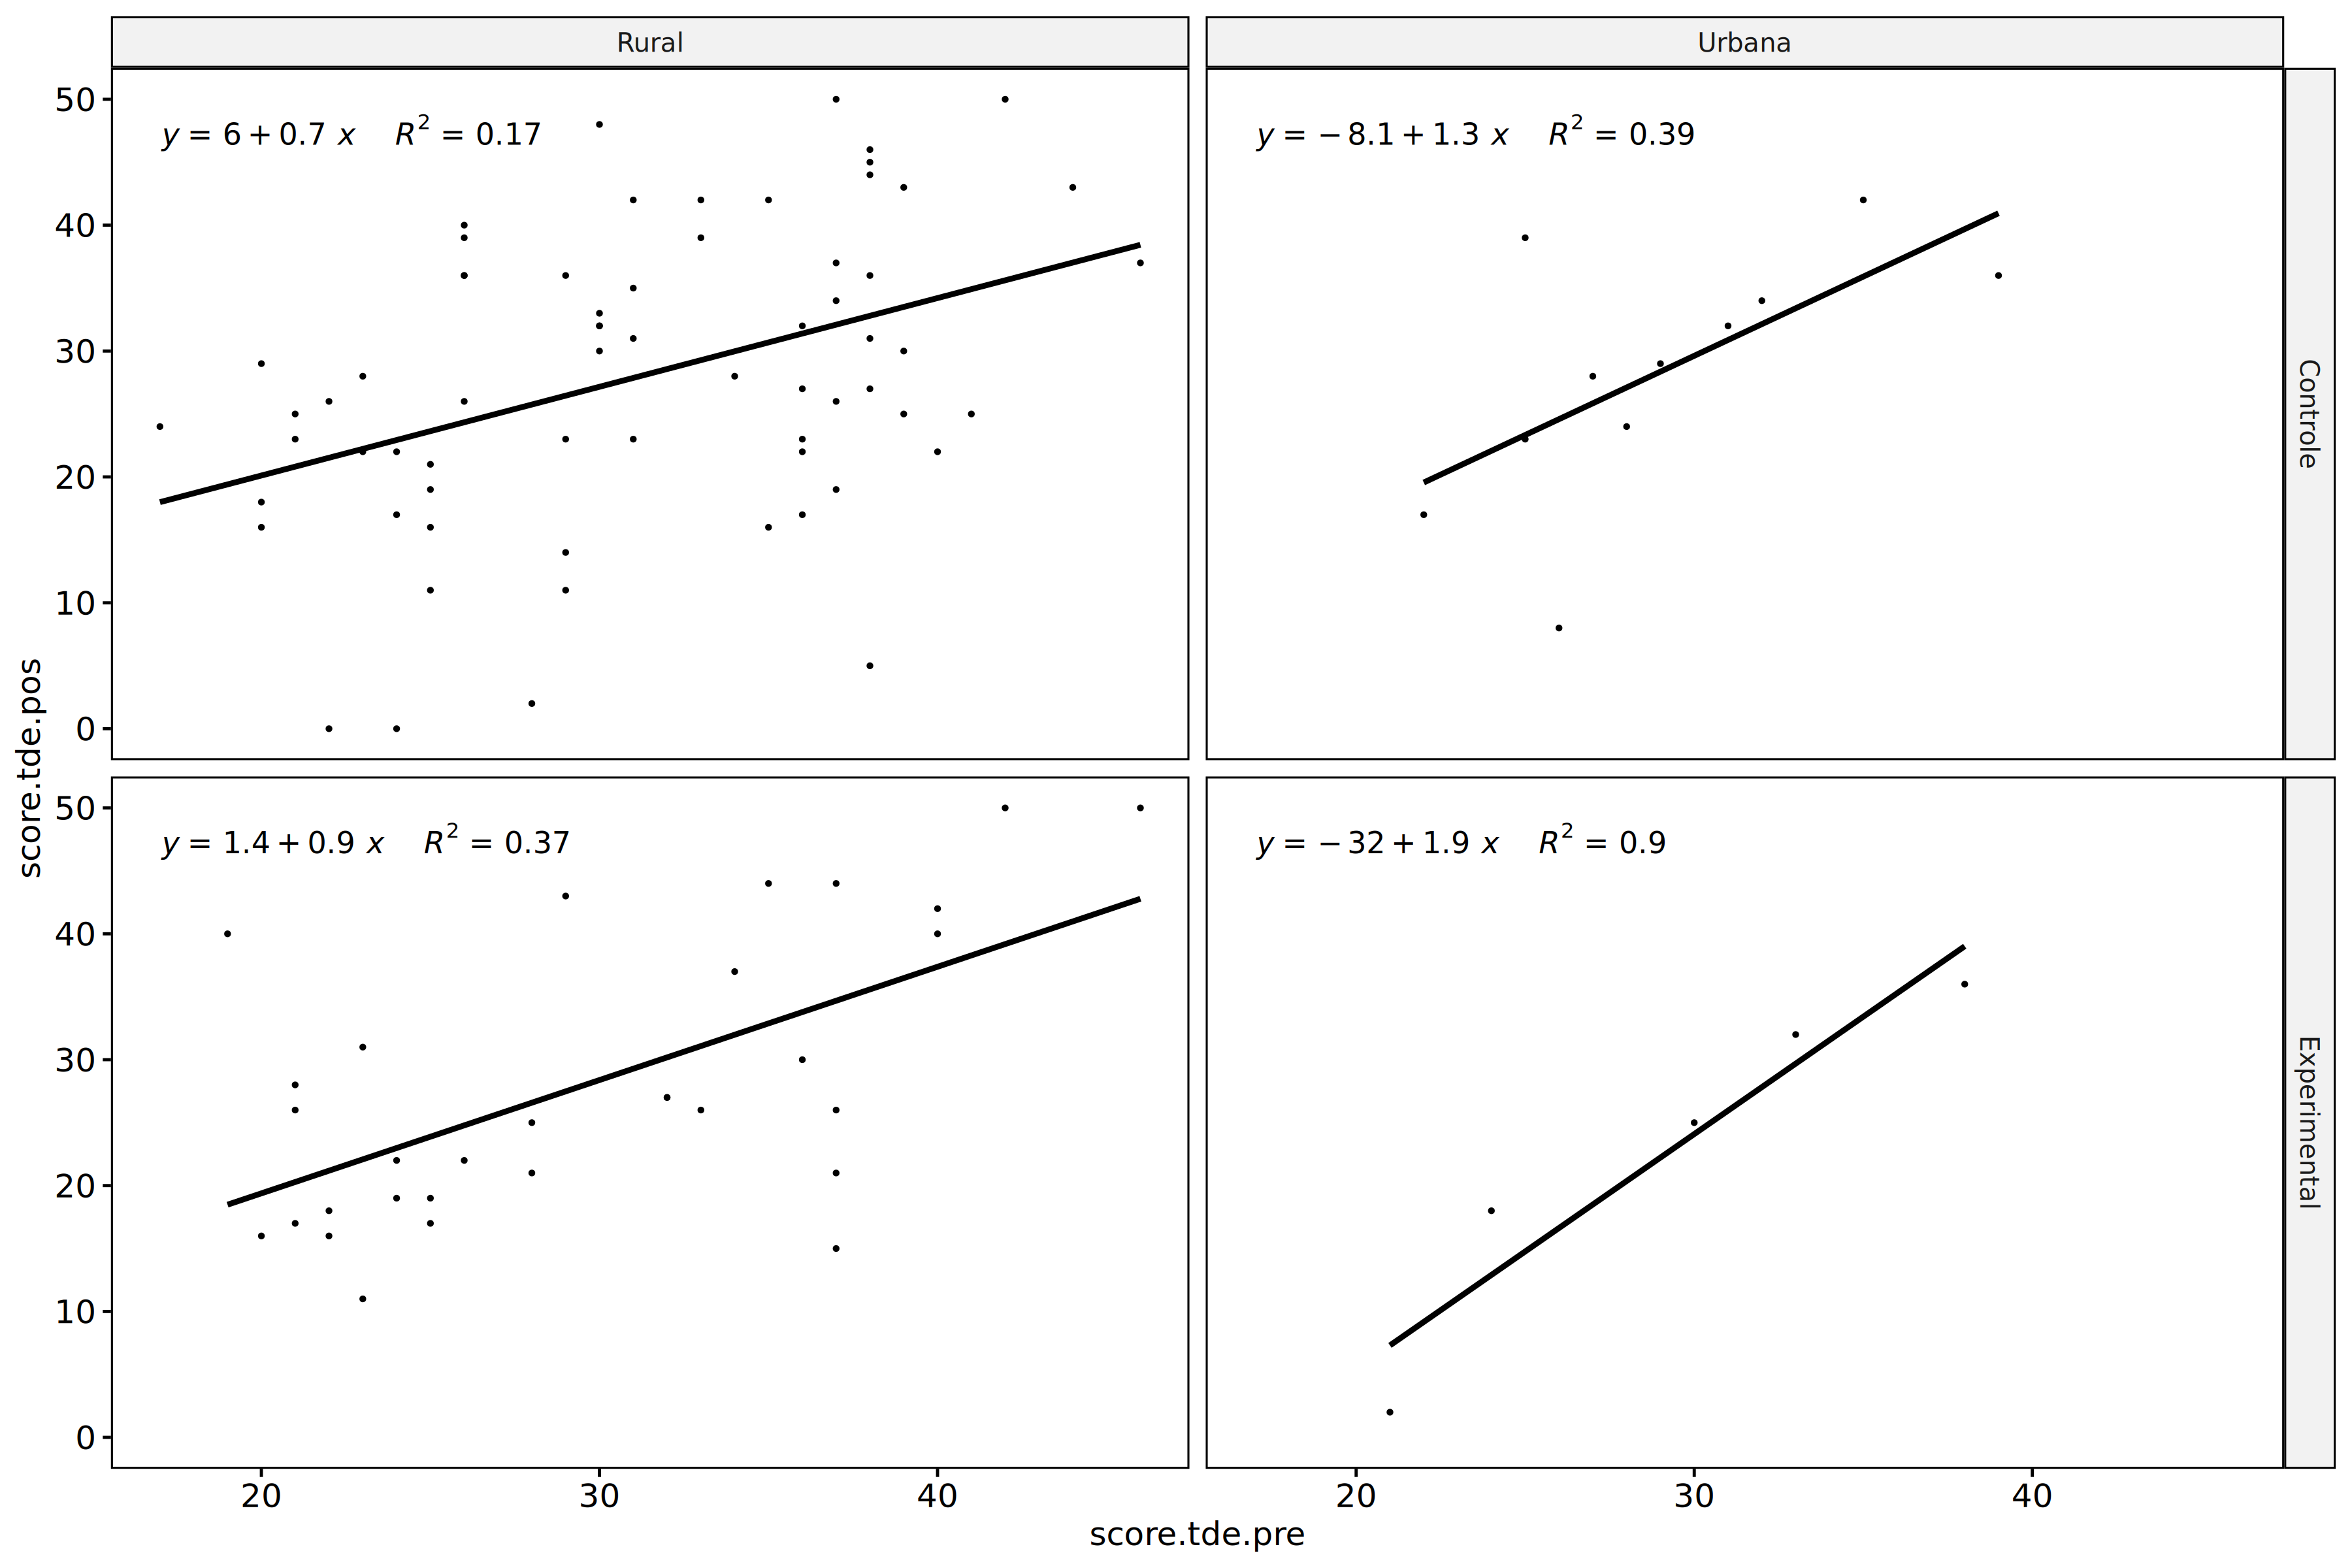 Rural
Urbana
y = 6 + 0.7 x R² = 0.17
y = − 8.1 + 1.3 x R² = 0.39
50
40
30
20
10
0
Controle
y = 1.4 + 0.9 x R² = 0.37
y = − 32 + 1.9 x R² = 0.9
50
40
30
20
10
0
Experimental
score.tde.pos
20 30 40
20 30 40
score.tde.pre